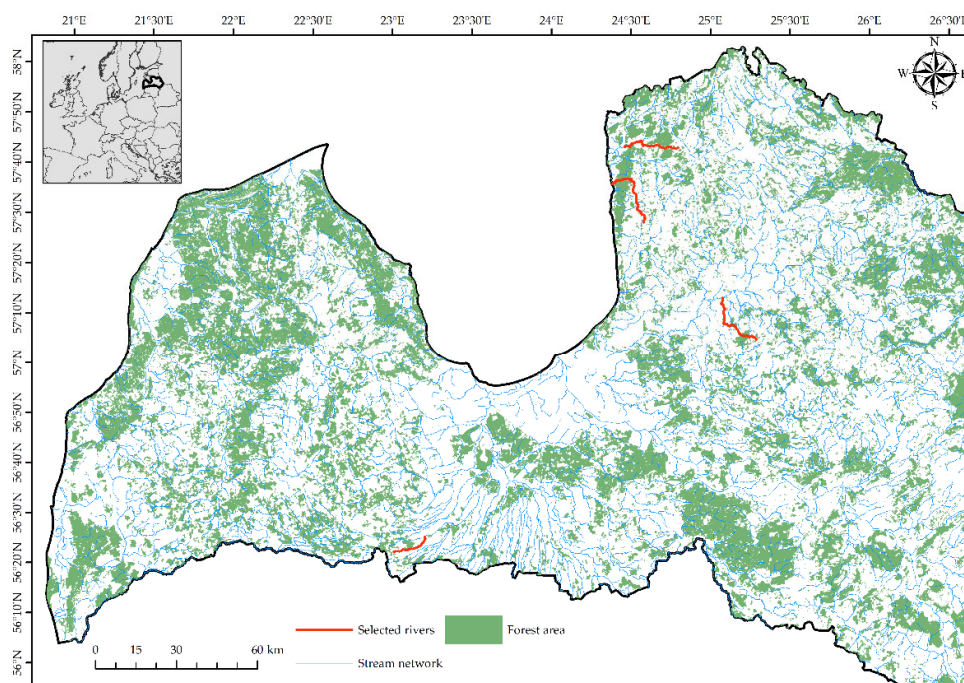 21°E 21°30'E 22°E 22°30'E 23°E 23°30'E 24°E 24°30'E 25°E 25°30'E 26°E 26°30'E
N
W E
S
58°N
57°50'N
57°40'N
57°30'N
57°20'N
57°10'N
57°N
56°50'N
56°40'N
56°30'N
56°20'N
56°10'N
56°N
Selected rivers Forest area
Stream network
0 15 30 60 km